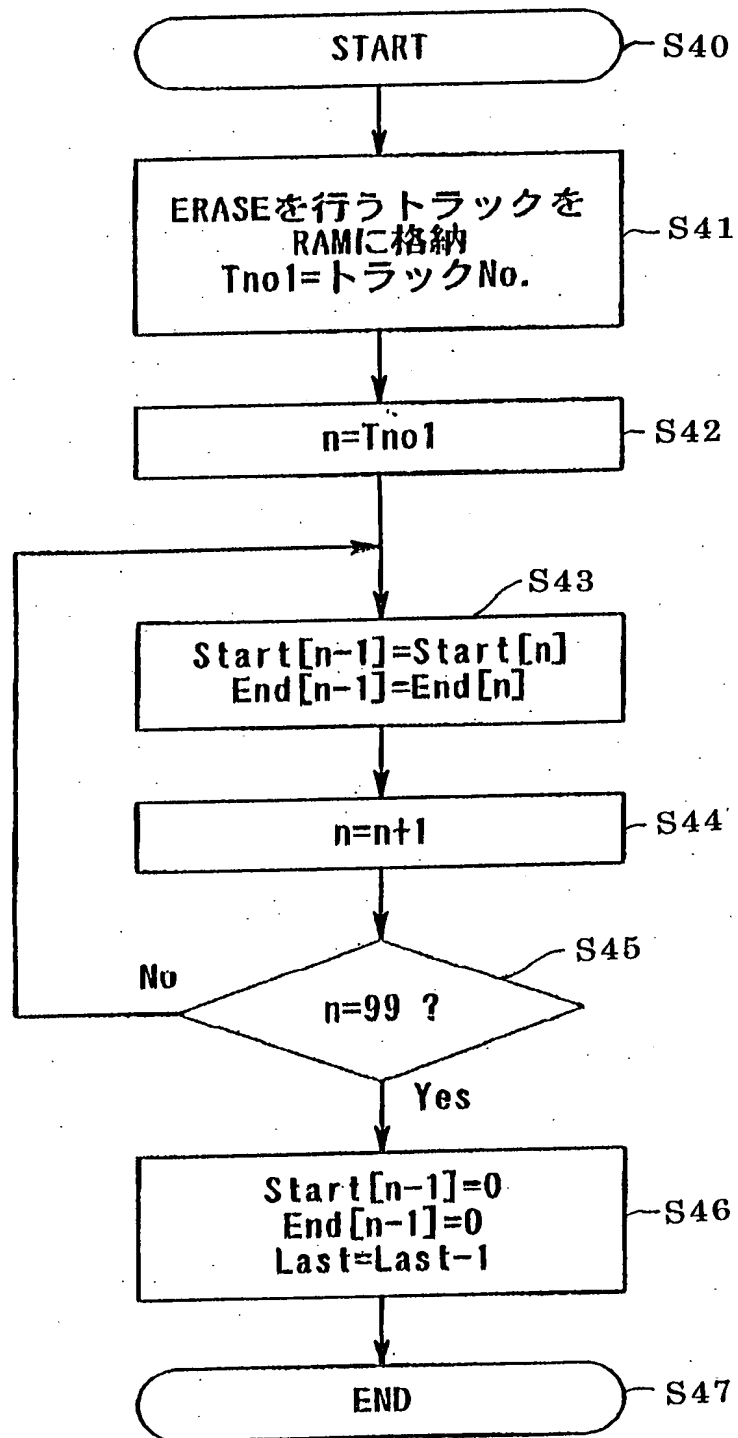 START
S40
ERASEを行うトラックを
RAMに格納
Tno1=トラックNo.
S41
n=Tno1
S42
S43
Start[n-1]=Start[n]
End[n-1]=End[n]
n=n+1
S44
S45
No
n=99 ?
Yes
Start[n-1]=0
End[n-1]=0
Last=Last-1
S46
END
S47